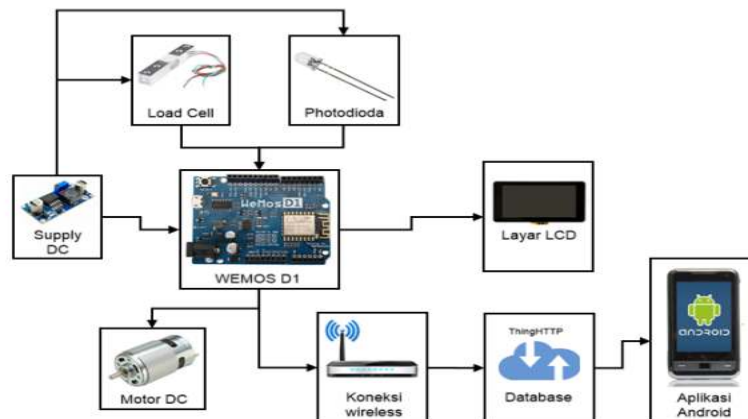 Load Cell
Photodioda
Supply
DC
WeMos D1
WEMOS D1
Layar LCD
Motor DC
Koneksi
wireless
ThingHTTP
Database
ANDROID
Aplikasi
Android